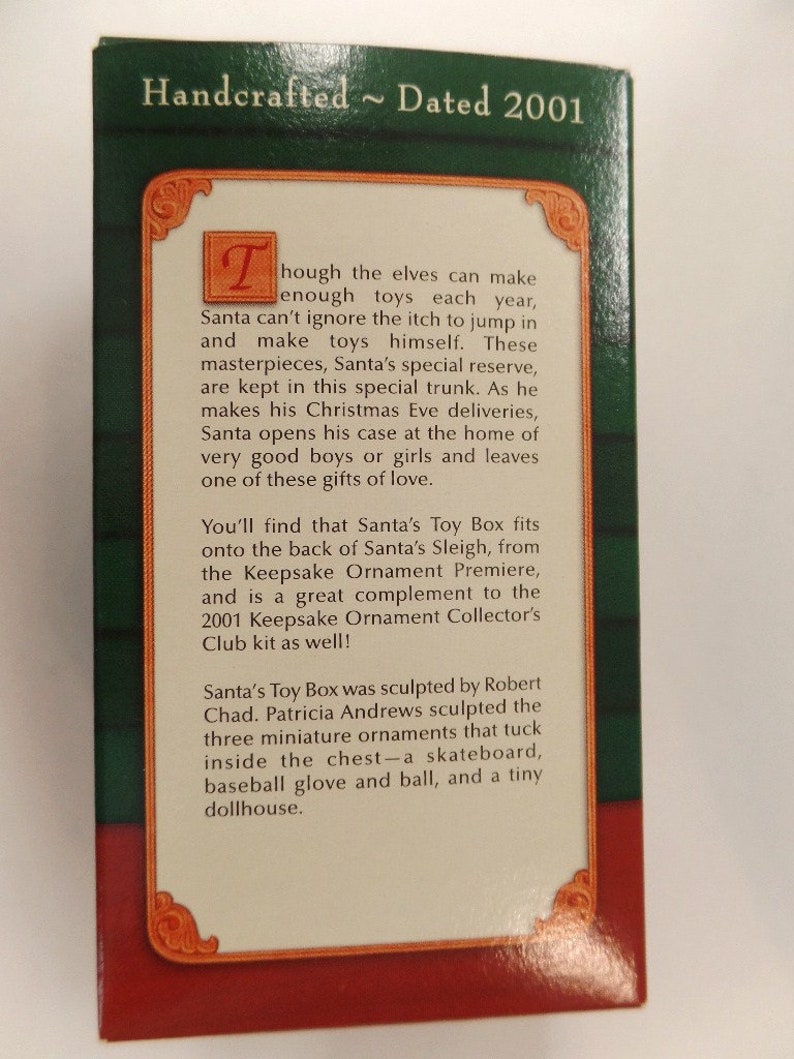 Handcrafted ~ Dated 2001
Though the elves can make
enough toys each year,
Santa can't ignore the itch to jump in
and make toys himself. These
masterpieces, Santa's special reserve,
are kept in this special trunk. As he
makes his Christmas Eve deliveries,
Santa opens his case at the home of
very good boys or girls and leaves
one of these gifts of love.
You'll find that Santa's Toy Box fits
onto the back of Santa's Sleigh, from
the Keepsake Ornament Premiere,
and is a great complement to the
2001 Keepsake Ornament Collector's
Club kit as well!
Santa's Toy Box was sculpted by Robert
Chad. Patricia Andrews sculpted the
three miniature ornaments that tuck
inside the chest—a skateboard,
baseball glove and ball, and a tiny
dollhouse.